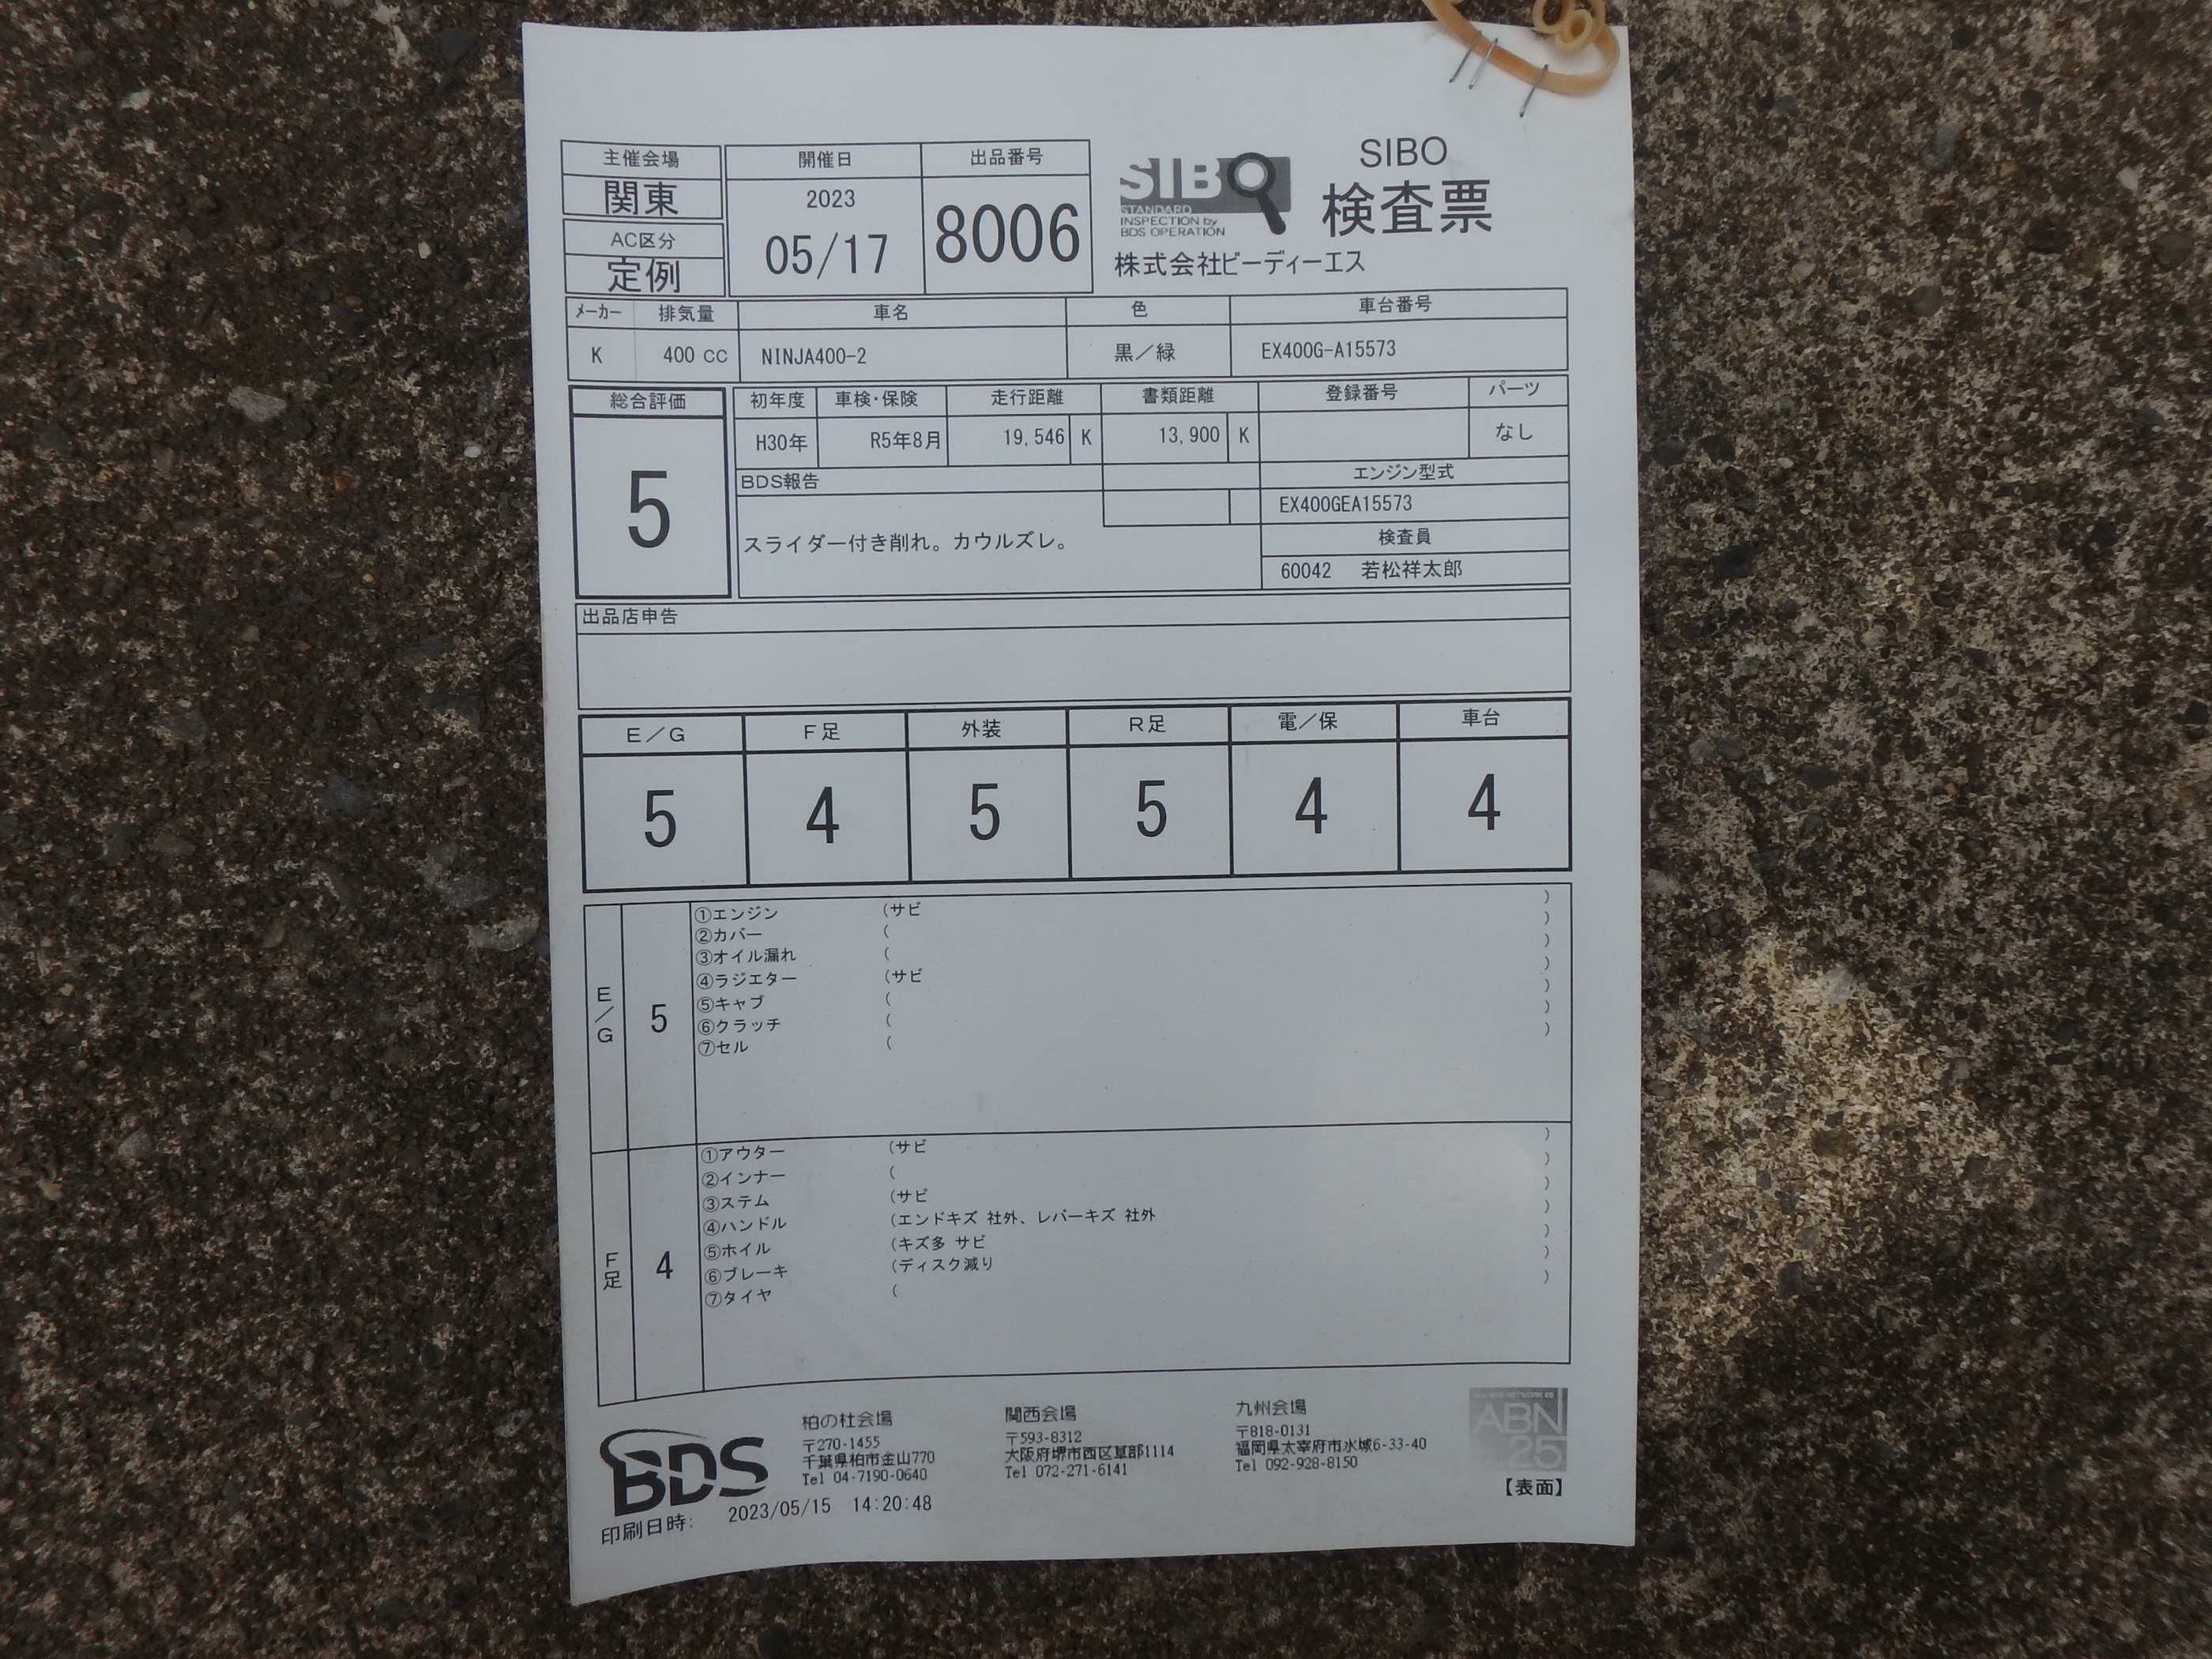 主催会場 開催日 出品番号
関東 2023 05/17 8006
AC区分
定例
SIBO
STANDARD
INSPECTION by
BDS OPERATION
SIBO
検査票
株式会社ビーディーエス
メーカー 排気量 車名 色 車台番号
K 400 CC NINJA400-2 黒／緑 EX400G-A15573
総合評価 初年度 車検・保険 走行距離 書類距離 登録番号 パーツ
5 H30年 R5年8月 19,546 K 13,900 K なし
BDS報告 エンジン型式
EX400GEA15573
スライダー付き削れ。カウルズレ。 検査員
60042 若松祥太郎
出品店申告
E／G F足 外装 R足 電／保 車台
5 4 5 5 4 4
E／G 5
①エンジン (サビ )
②カバー ( )
③オイル漏れ ( )
④ラジエター (サビ )
⑤キャブ ( )
⑥クラッチ ( )
⑦セル ( )
F足 4
①アウター (サビ )
②インナー ( )
③ステム (サビ )
④ハンドル (エンドキズ 社外、レバーキズ 社外 )
⑤ホイル (キズ多 サビ )
⑥ブレーキ (ディスク減り )
⑦タイヤ ( )
BDS
柏の杜会場
〒270-1455
千葉県柏市金山770
Tel 04-7190-0640
関西会場
〒593-8312
大阪府堺市西区草部1114
Tel 072-271-6141
九州会場
〒818-0131
福岡県太宰府市水城6-33-40
Tel 092-928-8150
ABN
25
【表面】
印刷日時: 2023/05/15 14:20:48